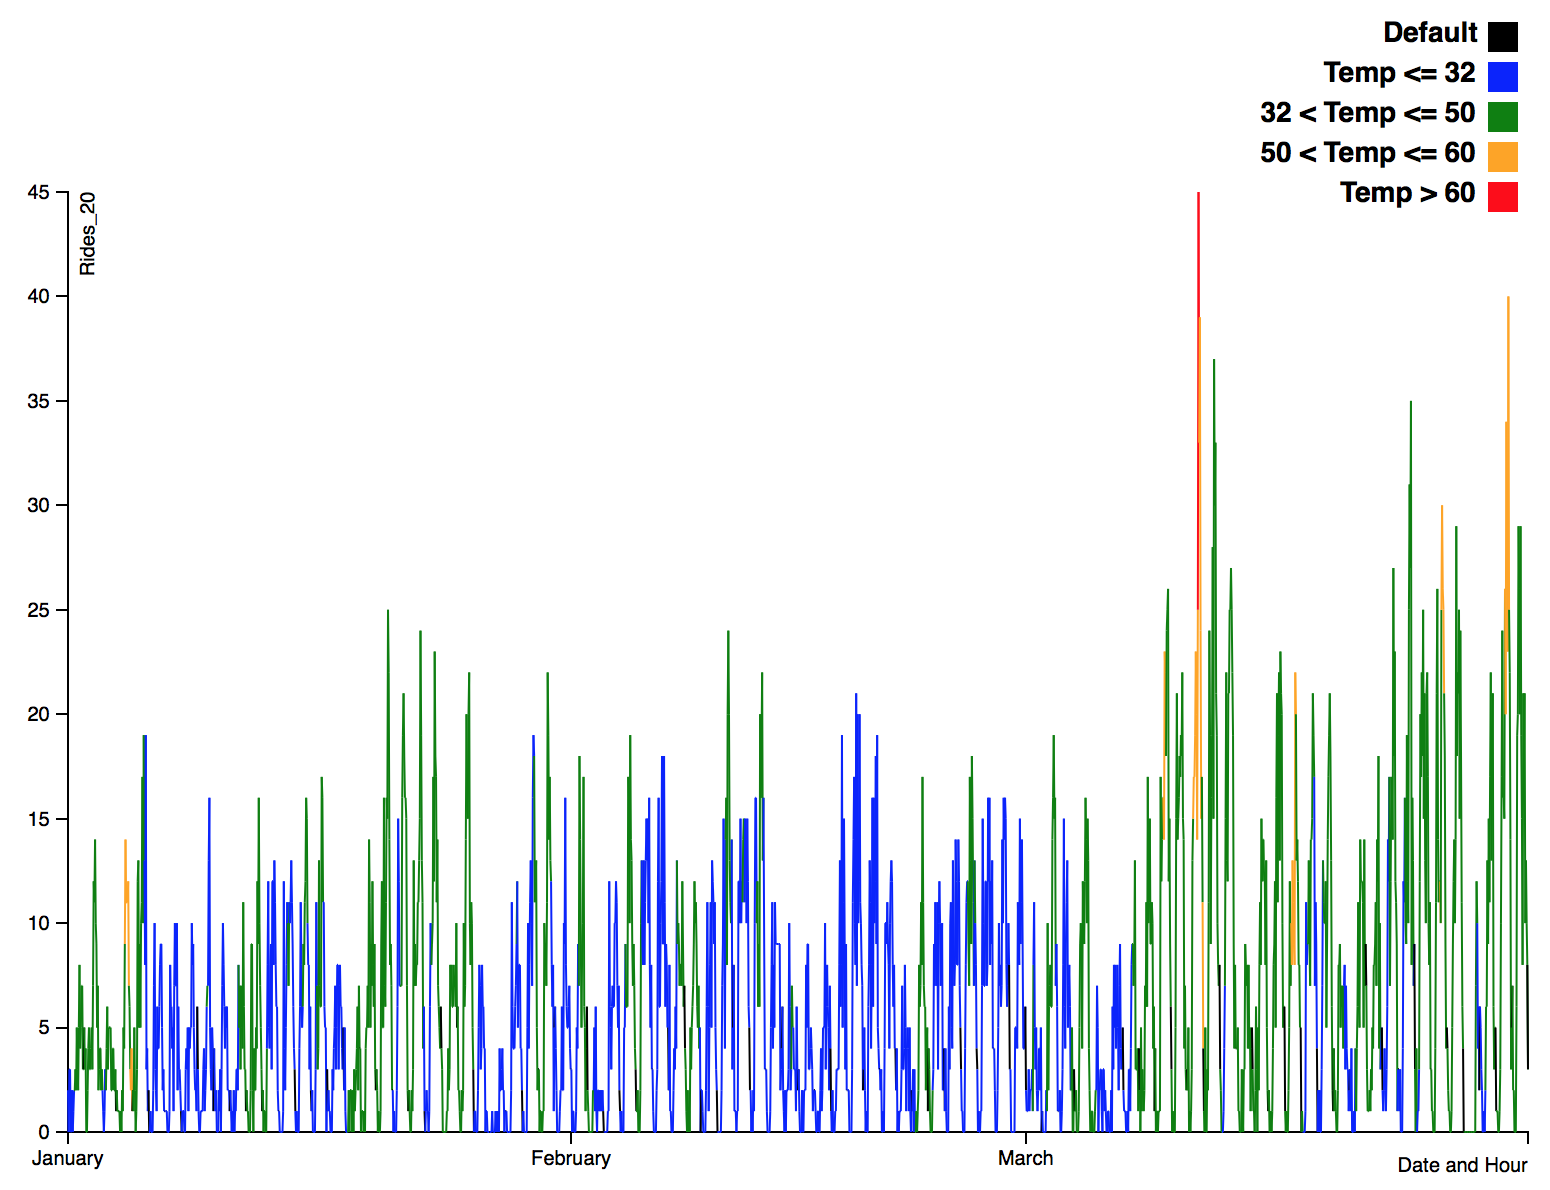 Default
Temp <= 32
32 < Temp <= 50
50 < Temp <= 60
Temp > 60
45
Rides_20
40
35
30
25
20
15
10
5
0
January
February
March
Date and Hour